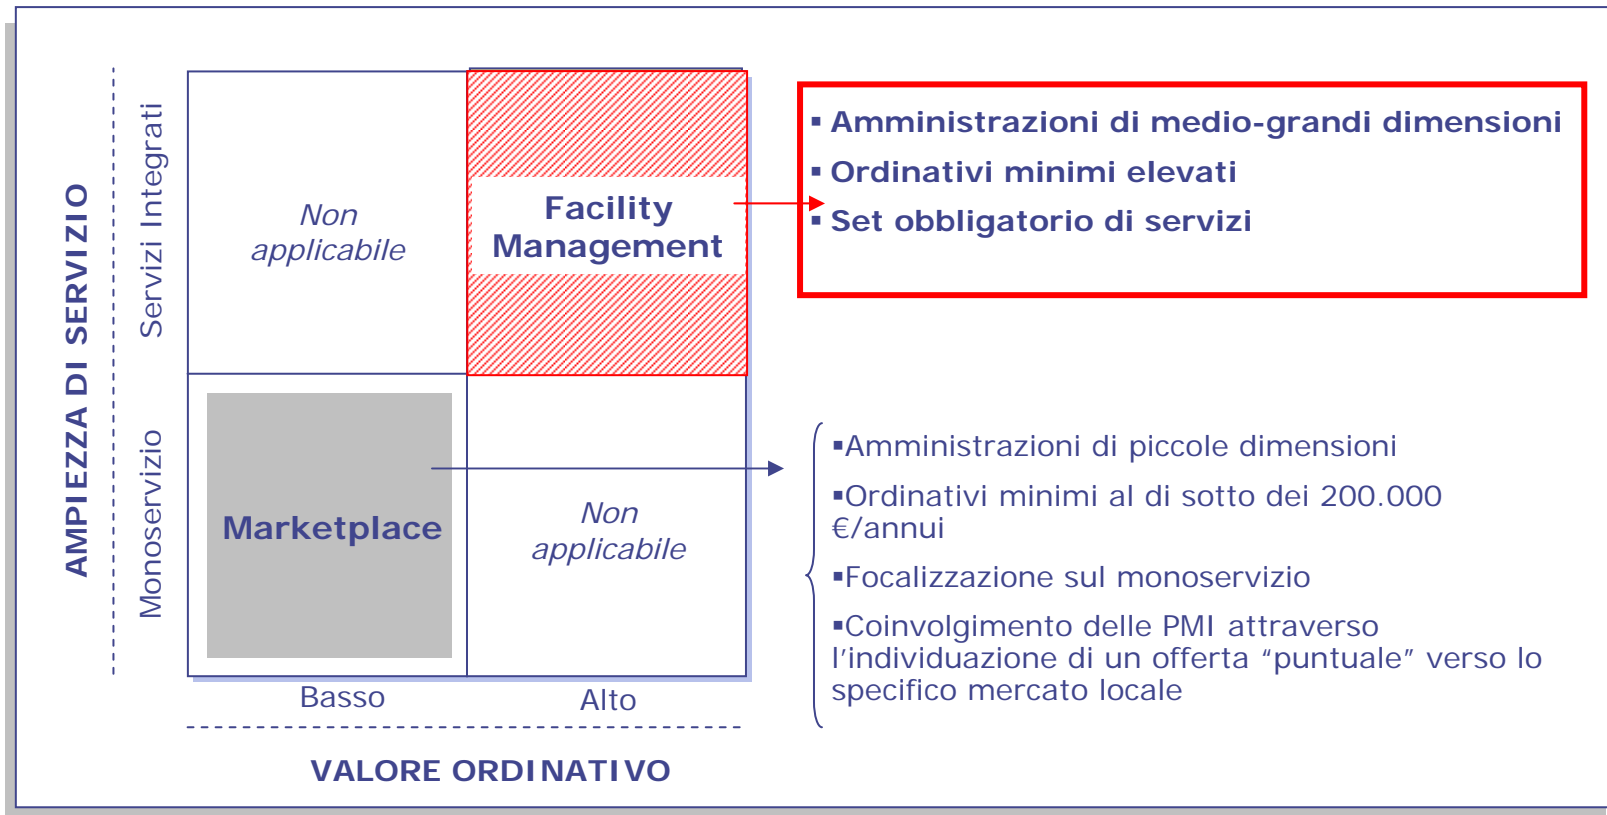 AMPIEZZA DI SERVIZIO
Servizi Integrati
Monoservizio
Non
applicabile
Facility
Management
Marketplace
Non
applicabile
Basso
Alto
VALORE ORDINATIVO
▪ Amministrazioni di medio-grandi dimensioni
▪ Ordinativi minimi elevati
▪ Set obbligatorio di servizi
▪Amministrazioni di piccole dimensioni
▪Ordinativi minimi al di sotto dei 200.000
€/annui
▪Focalizzazione sul monoservizio
▪Coinvolgimento delle PMI attraverso
l’individuazione di un offerta “puntuale” verso lo
specifico mercato locale